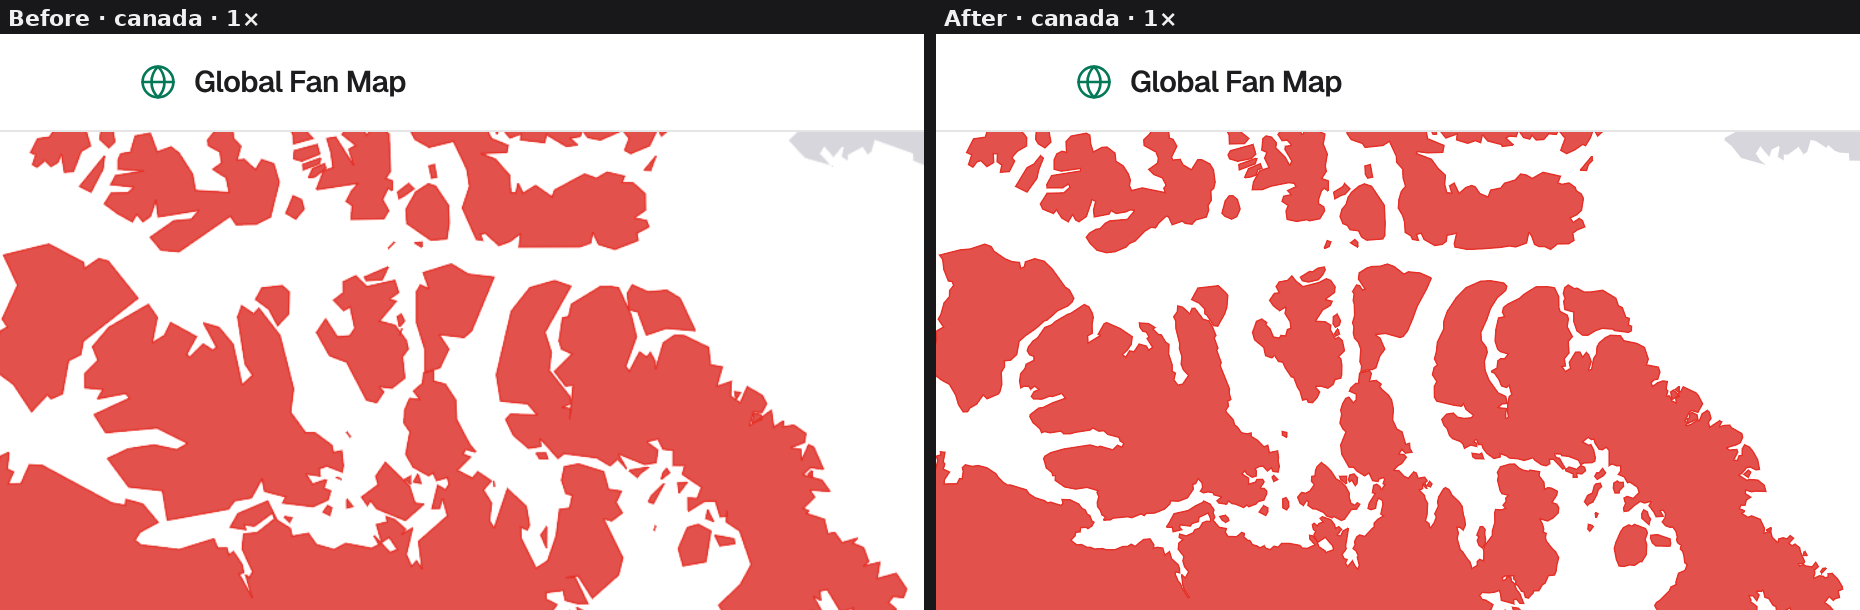 Before · canada · 1×
After · canada · 1×
Global Fan Map
Global Fan Map